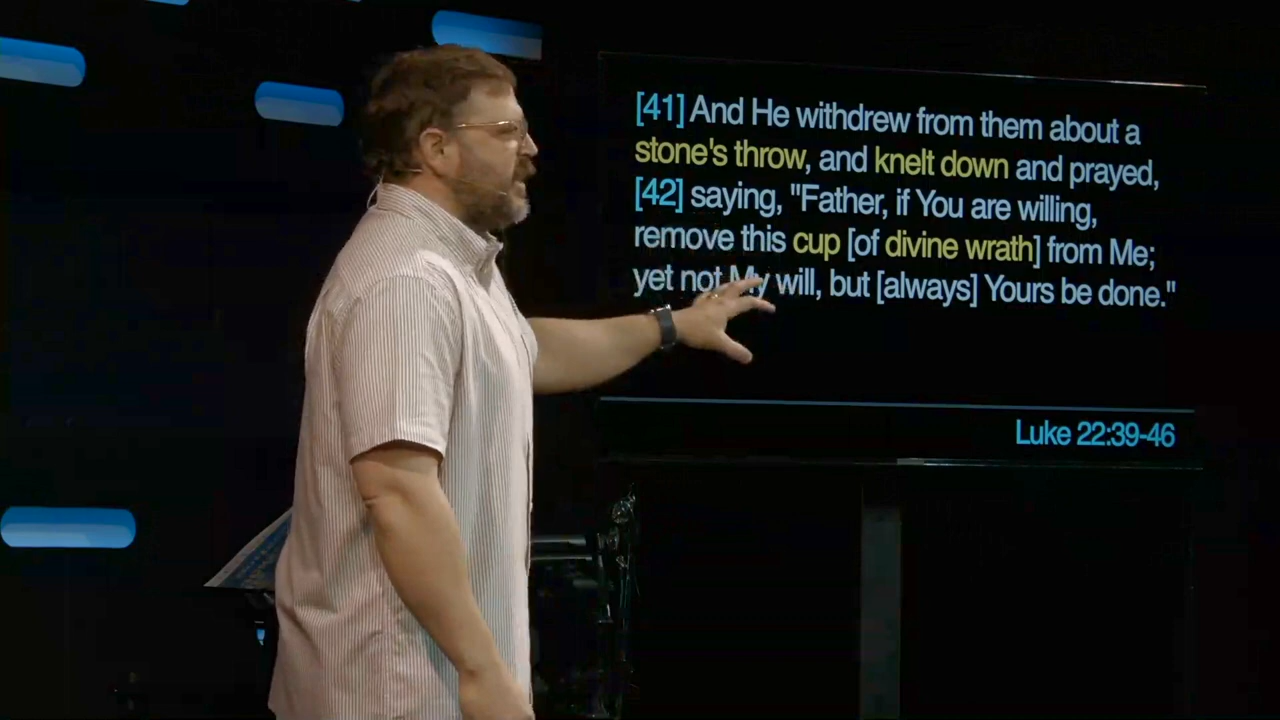 [41] And He withdrew from them about a
stone's throw, and knelt down and prayed,
[42] saying, "Father, if You are willing,
remove this cup [of divine wrath] from Me;
yet not My will, but [always] Yours be done."
Luke 22:39-46